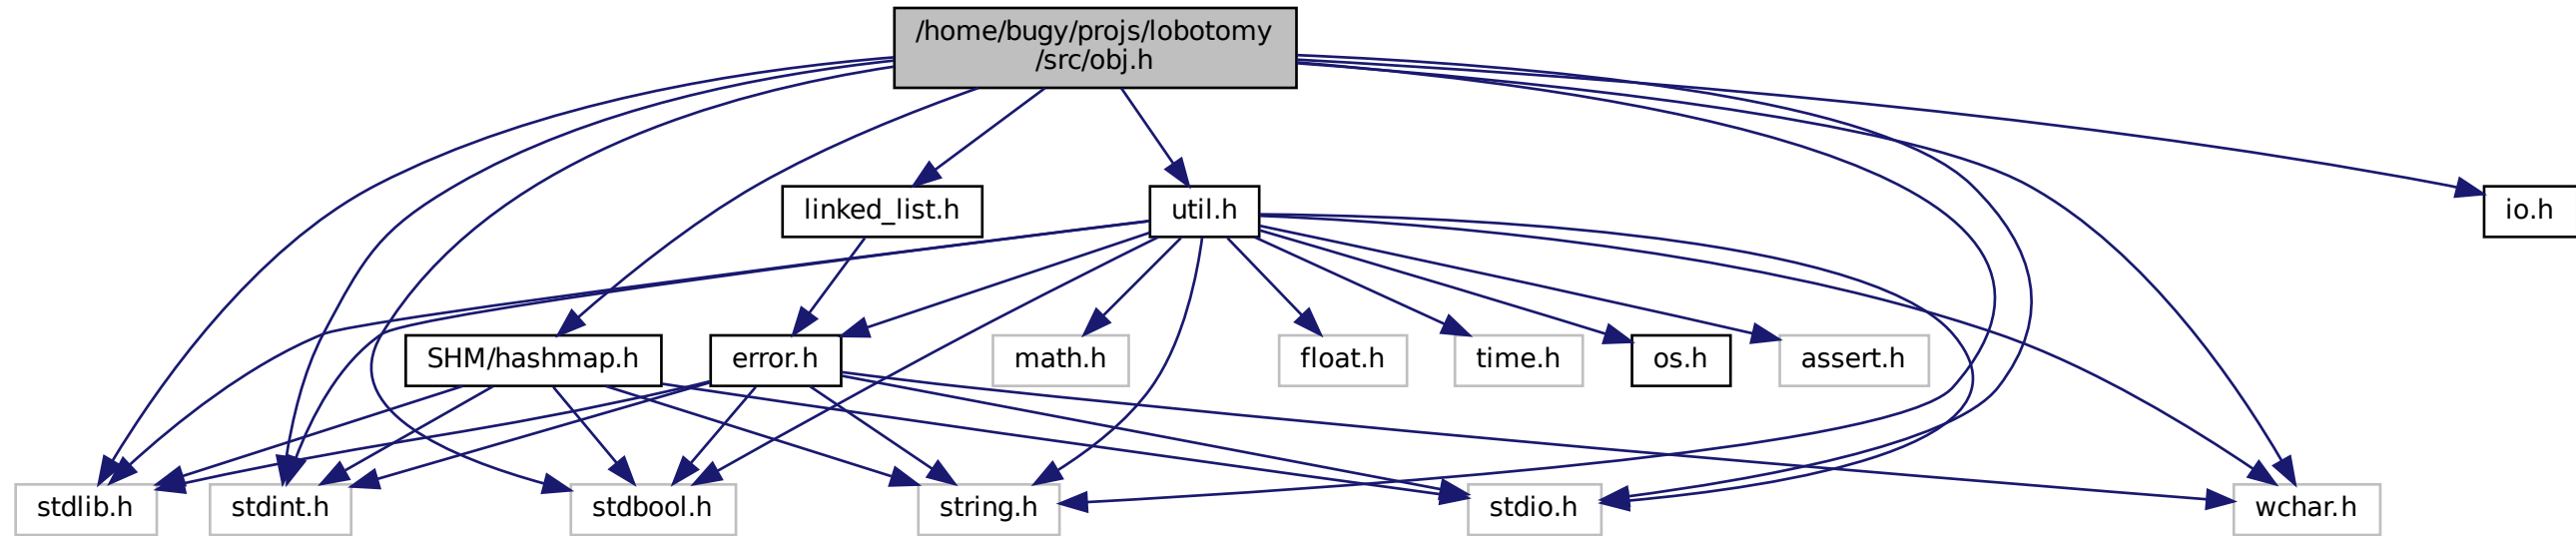 /home/bugy/projs/lobotomy
/src/obj.h
linked_list.h
util.h
io.h
SHM/hashmap.h
error.h
math.h
float.h
time.h
os.h
assert.h
stdlib.h
stdint.h
stdbool.h
string.h
stdio.h
wchar.h